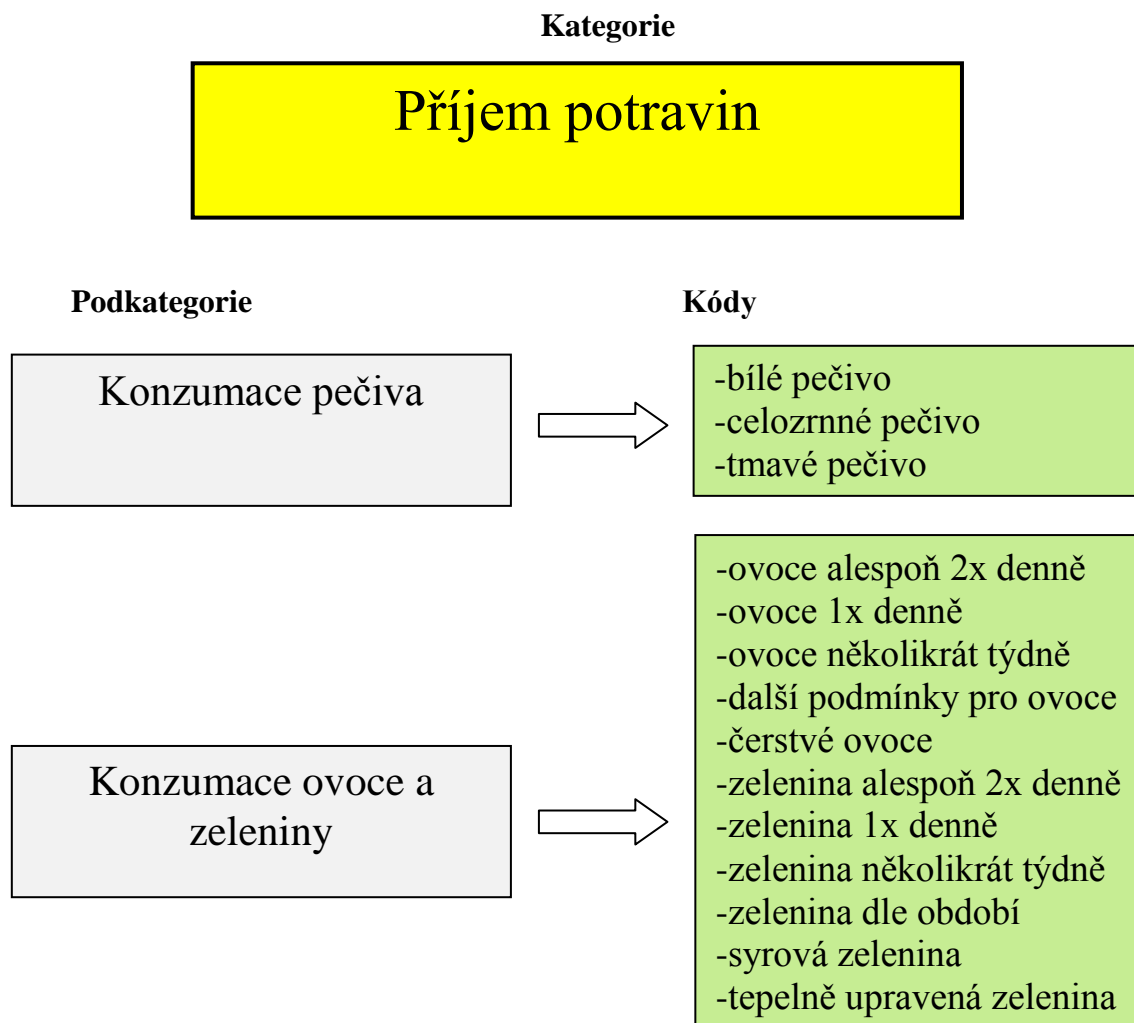 Kategorie
Příjem potravin
Podkategorie
Kódy
Konzumace pečiva
-bílé pečivo
-celozrnné pečivo
-tmavé pečivo
Konzumace ovoce a
zeleniny
-ovoce alespoň 2x denně
-ovoce 1x denně
-ovoce několikrát týdně
-další podmínky pro ovoce
-čerstvé ovoce
-zelenina alespoň 2x denně
-zelenina 1x denně
-zelenina několikrát týdně
-zelenina dle období
-syrová zelenina
-tepelně upravená zelenina